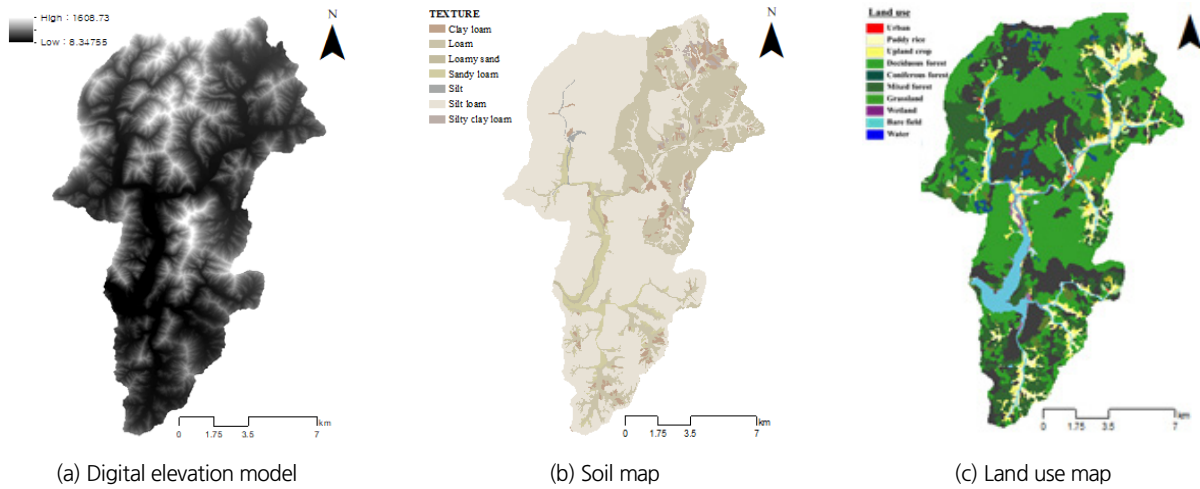 High : 1608.73
Low : 8.34755
N
0 1.75 3.5 7
km
(a) Digital elevation model
TEXTURE
Clay loam
Loam
Loamy sand
Sandy loam
Silt
Silt loam
Silty clay loam
N
0 1.75 3.5 7
km
(b) Soil map
Land use
Urban
Paddy rice
Upland crop
Deciduous forest
Coniferous forest
Mixed forest
Grassland
Wetland
Bare field
Water
N
0 1.75 3.5 7
km
(c) Land use map